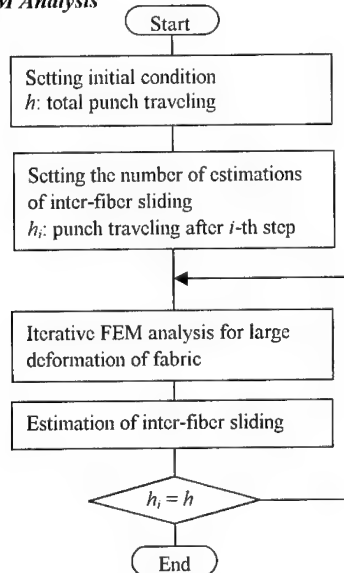 M Analysis
Start
Setting initial condition
h: total punch traveling
Setting the number of estimations
of inter-fiber sliding
hᵢ: punch traveling after i-th step
Iterative FEM analysis for large
deformation of fabric
Estimation of inter-fiber sliding
hᵢ = h
End